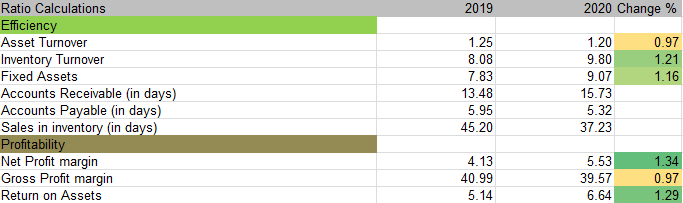 Ratio Calculations 2019 2020 Change %
Efficiency
Asset Turnover 1.25 1.20 0.97
Inventory Turnover 8.08 9.80 1.21
Fixed Assets 7.83 9.07 1.16
Accounts Receivable (in days) 13.48 15.73
Accounts Payable (in days) 5.95 5.32
Sales in inventory (in days) 45.20 37.23
Profitability
Net Profit margin 4.13 5.53 1.34
Gross Profit margin 40.99 39.57 0.97
Return on Assets 5.14 6.64 1.29